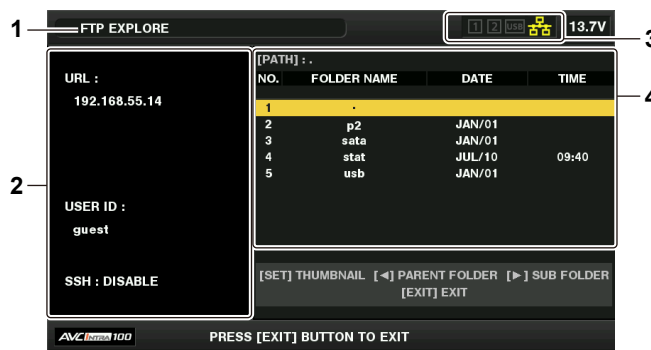 1
FTP EXPLORE
1 2 USB
13.7V
3
URL :
192.168.55.14
USER ID :
guest
SSH : DISABLE
2
[PATH] : .
NO. FOLDER NAME DATE TIME
1 .
2 p2 JAN/01
3 sata JAN/01
4 stat JUL/10 09:40
5 usb JAN/01
4
[SET] THUMBNAIL [◄] PARENT FOLDER [►] SUB FOLDER
[EXIT] EXIT
AVC INTRA 100
PRESS [EXIT] BUTTON TO EXIT